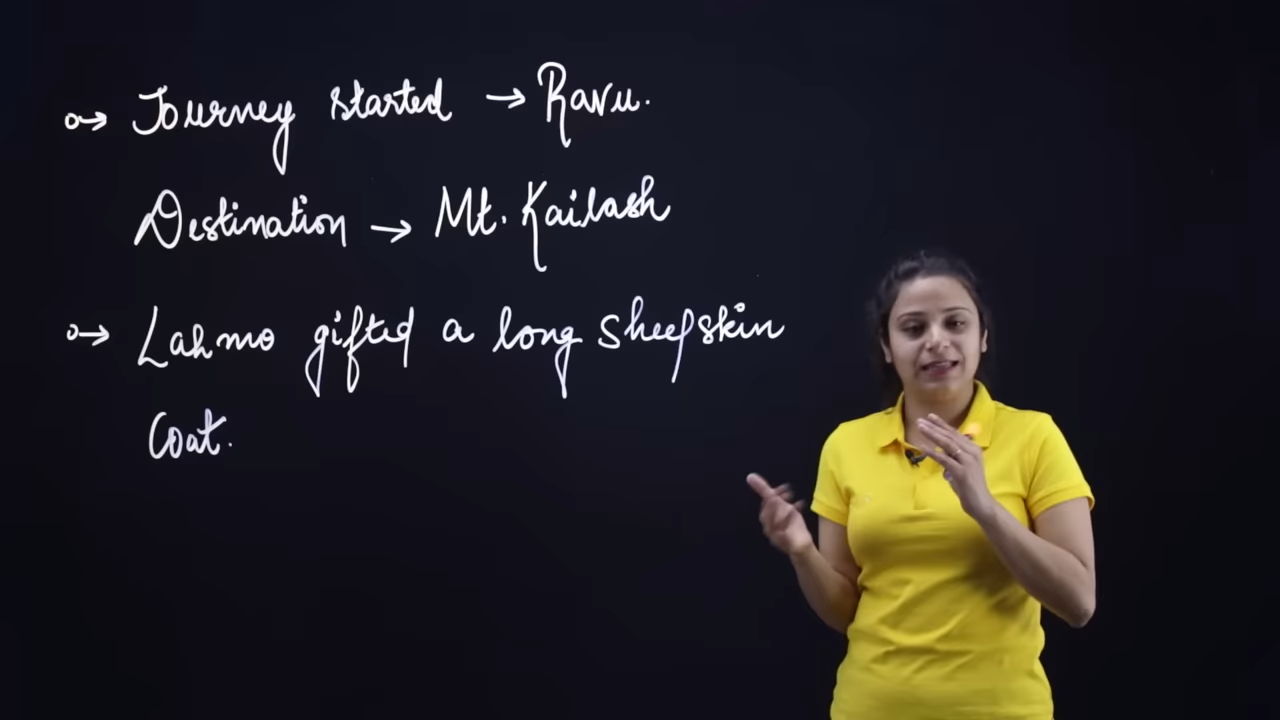 Journey started → Ravu.
Destination → Mt. Kailash
Lahmo gifted a long sheepskin
Coat.